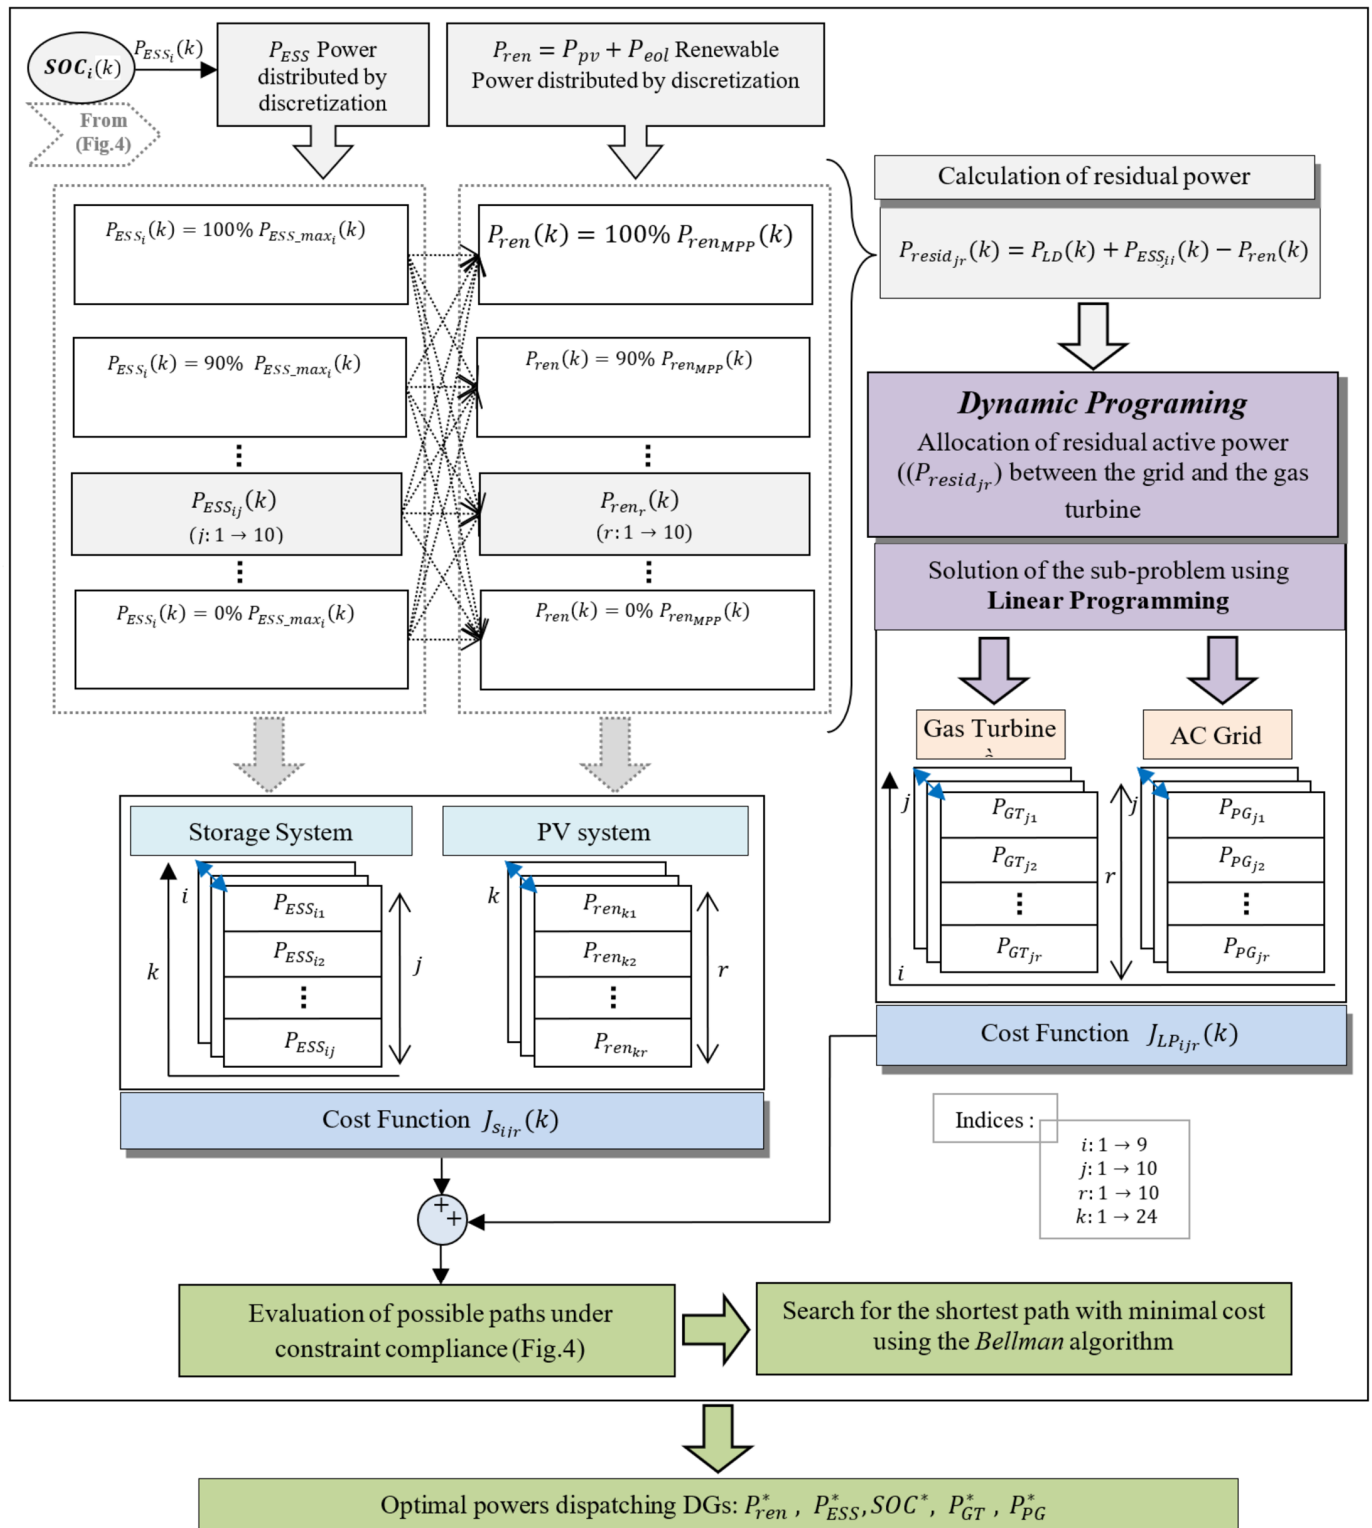 SOC_i(k)
P_ESS_i(k)
From
(Fig.4)
P_ESS Power
distributed by
discretization
P_ren = P_pv + P_eol Renewable
Power distributed by discretization
P_ESS_i(k) = 100% P_ESS_max_i(k)
P_ESS_i(k) = 90% P_ESS_max_i(k)
⋮
P_ESS_ij(k)
(j: 1 → 10)
⋮
P_ESS_i(k) = 0% P_ESS_max_i(k)
P_ren(k) = 100% P_ren_MPP(k)
P_ren(k) = 90% P_ren_MPP(k)
⋮
P_ren_r(k)
(r: 1 → 10)
⋮
P_ren(k) = 0% P_ren_MPP(k)
Calculation of residual power
P_resid_jr(k) = P_LD(k) + P_ESS_ji(k) − P_ren(k)
Dynamic Programing
Allocation of residual active power
((P_resid_jr) between the grid and the gas
turbine
Solution of the sub-problem using
Linear Programming
Gas Turbine
AC Grid
j
P_GT_j1
P_GT_j2
⋮
P_GT_jr
i
r
j
P_PG_j1
P_PG_j2
⋮
P_PG_jr
Cost Function J_LP_ijr(k)
Storage System
PV system
k
i
P_ESS_i1
P_ESS_i2
⋮
P_ESS_ij
j
k
P_ren_k1
P_ren_k2
⋮
P_ren_kr
r
Cost Function J_s_ijr(k)
Indices :
i: 1 → 9
j: 1 → 10
r: 1 → 10
k: 1 → 24
+
+
Evaluation of possible paths under
constraint compliance (Fig.4)
Search for the shortest path with minimal cost
using the Bellman algorithm
Optimal powers dispatching DGs: P*_ren , P*_ESS, SOC*, P*_GT , P*_PG